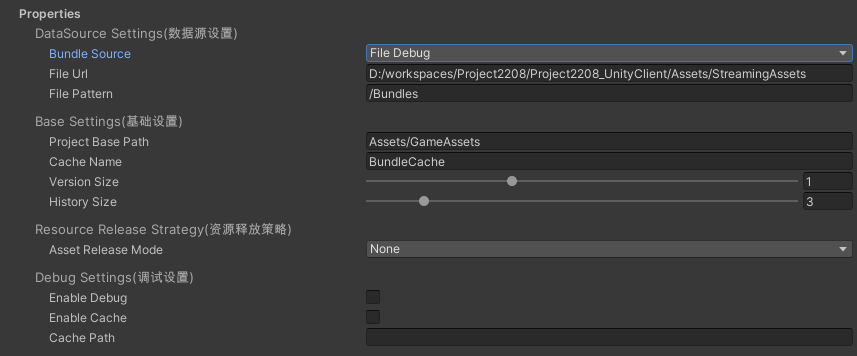 Properties
DataSource Settings(数据源设置)
Bundle Source File Debug
File Url D:/workspaces/Project2208/Project2208_UnityClient/Assets/StreamingAssets
File Pattern /Bundles
Base Settings(基础设置)
Project Base Path Assets/GameAssets
Cache Name BundleCache
Version Size 1
History Size 3
Resource Release Strategy(资源释放策略)
Asset Release Mode None
Debug Settings(调试设置)
Enable Debug
Enable Cache
Cache Path